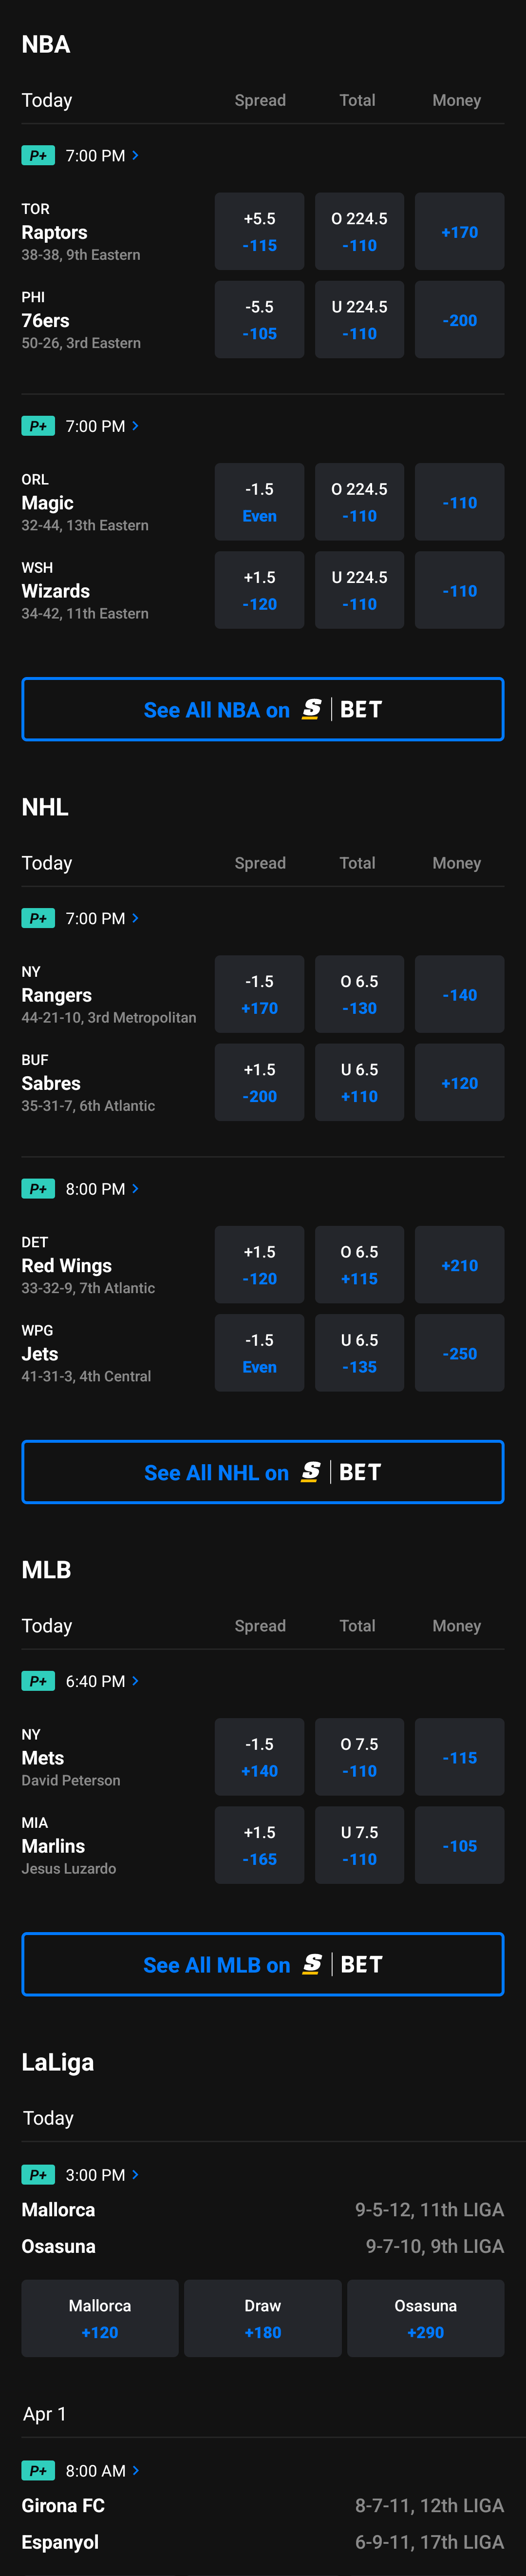 NBA
Today Spread Total Money
P+ 7:00 PM
TOR
Raptors
38-38, 9th Eastern
+5.5
-115
O 224.5
-110
+170
PHI
76ers
50-26, 3rd Eastern
-5.5
-105
U 224.5
-110
-200
P+ 7:00 PM
ORL
Magic
32-44, 13th Eastern
-1.5
Even
O 224.5
-110
-110
WSH
Wizards
34-42, 11th Eastern
+1.5
-120
U 224.5
-110
-110
See All NBA on S | BET
NHL
Today Spread Total Money
P+ 7:00 PM
NY
Rangers
44-21-10, 3rd Metropolitan
-1.5
+170
O 6.5
-130
-140
BUF
Sabres
35-31-7, 6th Atlantic
+1.5
-200
U 6.5
+110
+120
P+ 8:00 PM
DET
Red Wings
33-32-9, 7th Atlantic
+1.5
-120
O 6.5
+115
+210
WPG
Jets
41-31-3, 4th Central
-1.5
Even
U 6.5
-135
-250
See All NHL on S | BET
MLB
Today Spread Total Money
P+ 6:40 PM
NY
Mets
David Peterson
-1.5
+140
O 7.5
-110
-115
MIA
Marlins
Jesus Luzardo
+1.5
-165
U 7.5
-110
-105
See All MLB on S | BET
LaLiga
Today
P+ 3:00 PM
Mallorca 9-5-12, 11th LIGA
Osasuna 9-7-10, 9th LIGA
Mallorca
+120
Draw
+180
Osasuna
+290
Apr 1
P+ 8:00 AM
Girona FC 8-7-11, 12th LIGA
Espanyol 6-9-11, 17th LIGA